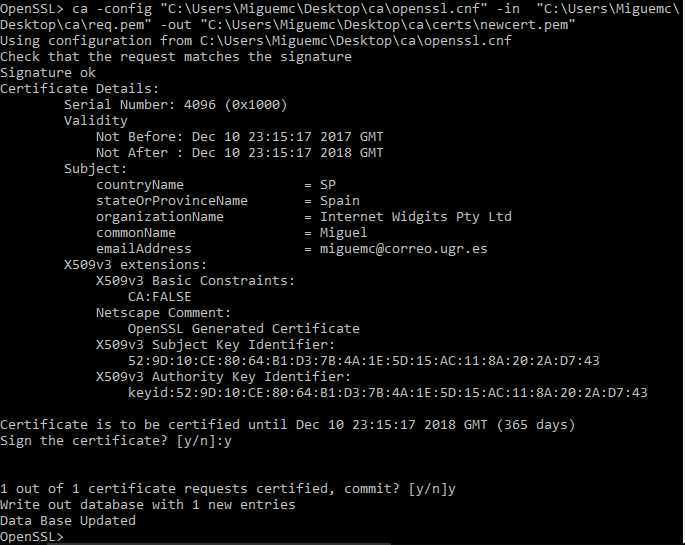 OpenSSL> ca -config "C:\Users\Miguemc\Desktop\ca\openssl.cnf" -in  "C:\Users\Miguemc\
Desktop\ca\req.pem" -out "C:\Users\Miguemc\Desktop\ca\certs\newcert.pem"
Using configuration from C:\Users\Miguemc\Desktop\ca\openssl.cnf
Check that the request matches the signature
Signature ok
Certificate Details:
        Serial Number: 4096 (0x1000)
        Validity
            Not Before: Dec 10 23:15:17 2017 GMT
            Not After : Dec 10 23:15:17 2018 GMT
        Subject:
            countryName               = SP
            stateOrProvinceName       = Spain
            organizationName          = Internet Widgits Pty Ltd
            commonName                = Miguel
            emailAddress              = miguemc@correo.ugr.es
        X509v3 extensions:
            X509v3 Basic Constraints:
                CA:FALSE
            Netscape Comment:
                OpenSSL Generated Certificate
            X509v3 Subject Key Identifier:
                52:9D:10:CE:80:64:B1:D3:7B:4A:1E:5D:15:AC:11:8A:20:2A:D7:43
            X509v3 Authority Key Identifier:
                keyid:52:9D:10:CE:80:64:B1:D3:7B:4A:1E:5D:15:AC:11:8A:20:2A:D7:43
Certificate is to be certified until Dec 10 23:15:17 2018 GMT (365 days)
Sign the certificate? [y/n]:y
1 out of 1 certificate requests certified, commit? [y/n]y
Write out database with 1 new entries
Data Base Updated
OpenSSL>